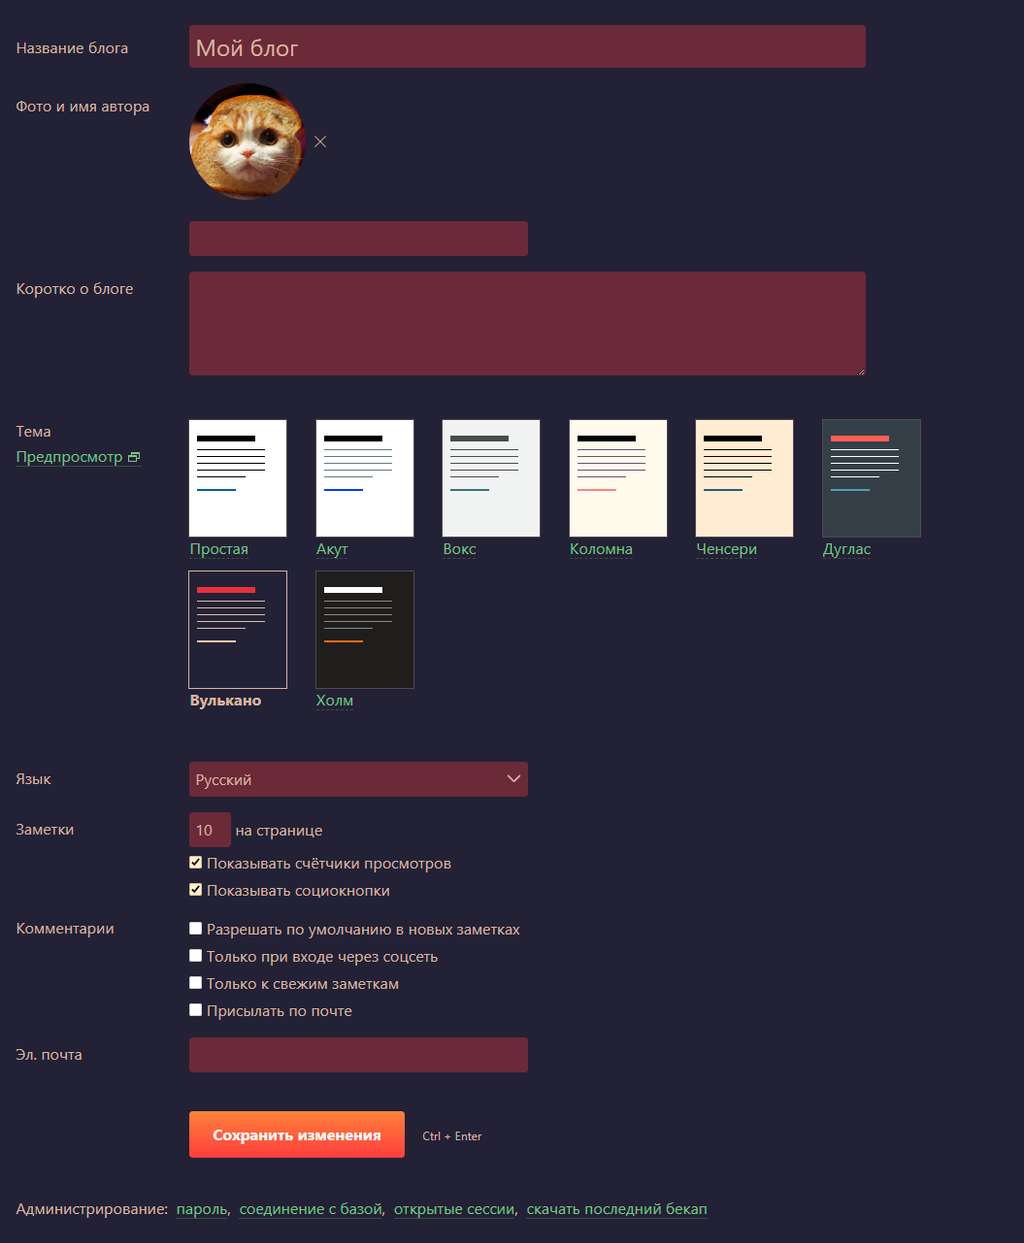 Название блога
Мой блог
Фото и имя автора
Коротко о блоге
Тема
Предпросмотр
Простая
Акут
Вокс
Коломна
Ченсери
Дуглас
Вулькано
Холм
Язык
Русский
Заметки
10 на странице
Показывать счётчики просмотров
Показывать социокнопки
Комментарии
Разрешать по умолчанию в новых заметках
Только при входе через соцсеть
Только к свежим заметкам
Присылать по почте
Эл. почта
Сохранить изменения
Ctrl + Enter
Администрирование: пароль, соединение с базой, открытые сессии, скачать последний бекап